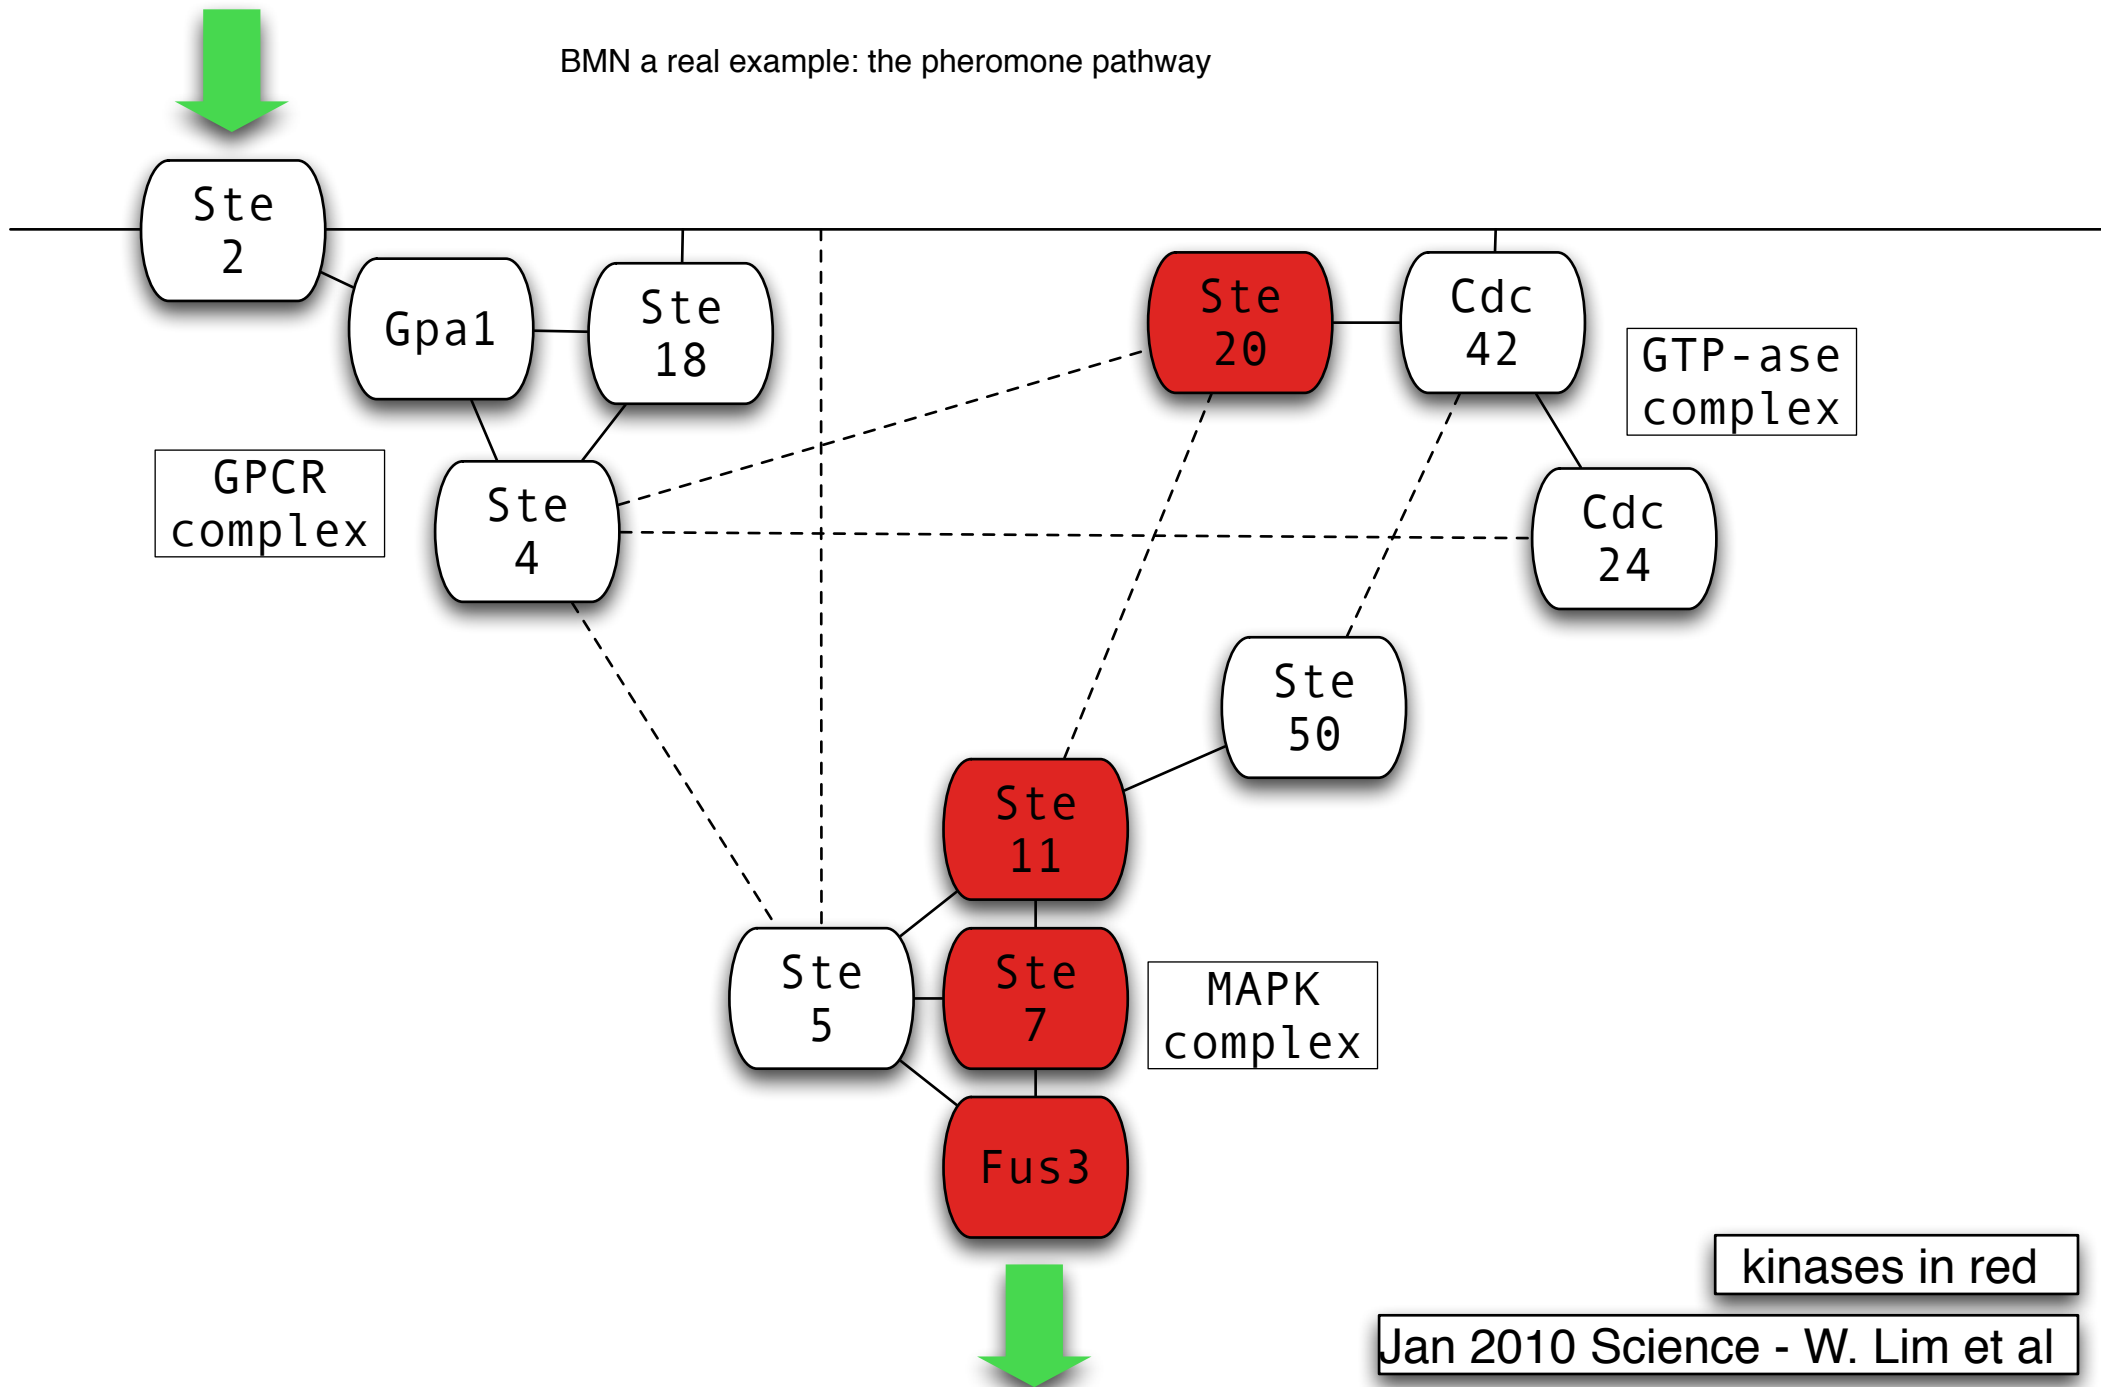 BMN a real example: the pheromone pathway
Ste
2
Gpa1
Ste
18
Ste
20
Cdc
42
GTP-ase
complex
GPCR
complex
Ste
4
Cdc
24
Ste
50
Ste
11
Ste
5
Ste
7
MAPK
complex
Fus3
kinases in red
Jan 2010 Science - W. Lim et al